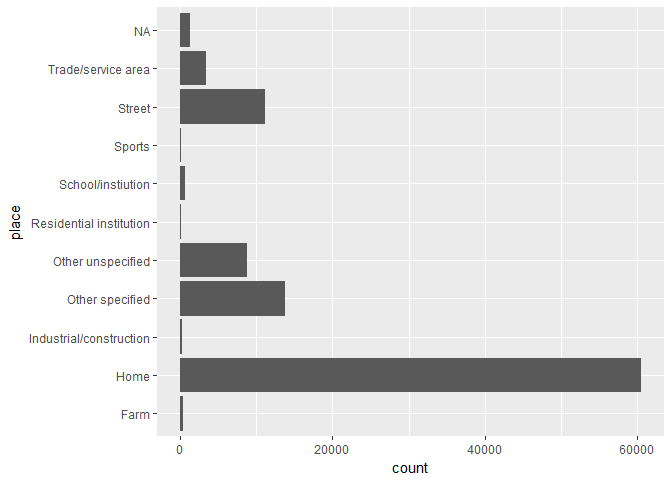 NA
Trade/service area
Street
Sports
School/instiution
Residential institution
Other unspecified
Other specified
Industrial/construction
Home
Farm
place
0 20000 40000 60000
count